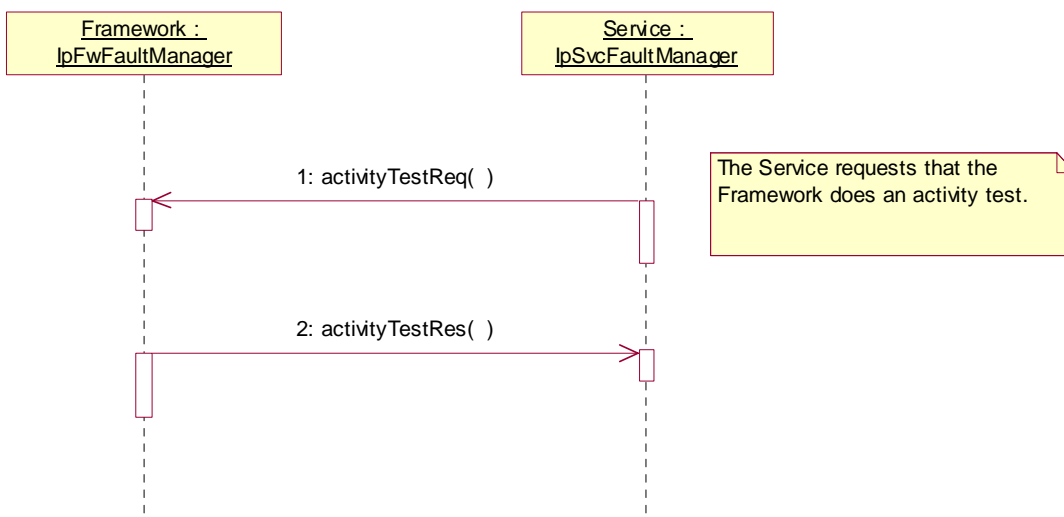 Framework :
IpFwFaultManager
Service :
IpSvcFaultManager
1: activityTestReq( )
The Service requests that the
Framework does an activity test.
2: activityTestRes( )